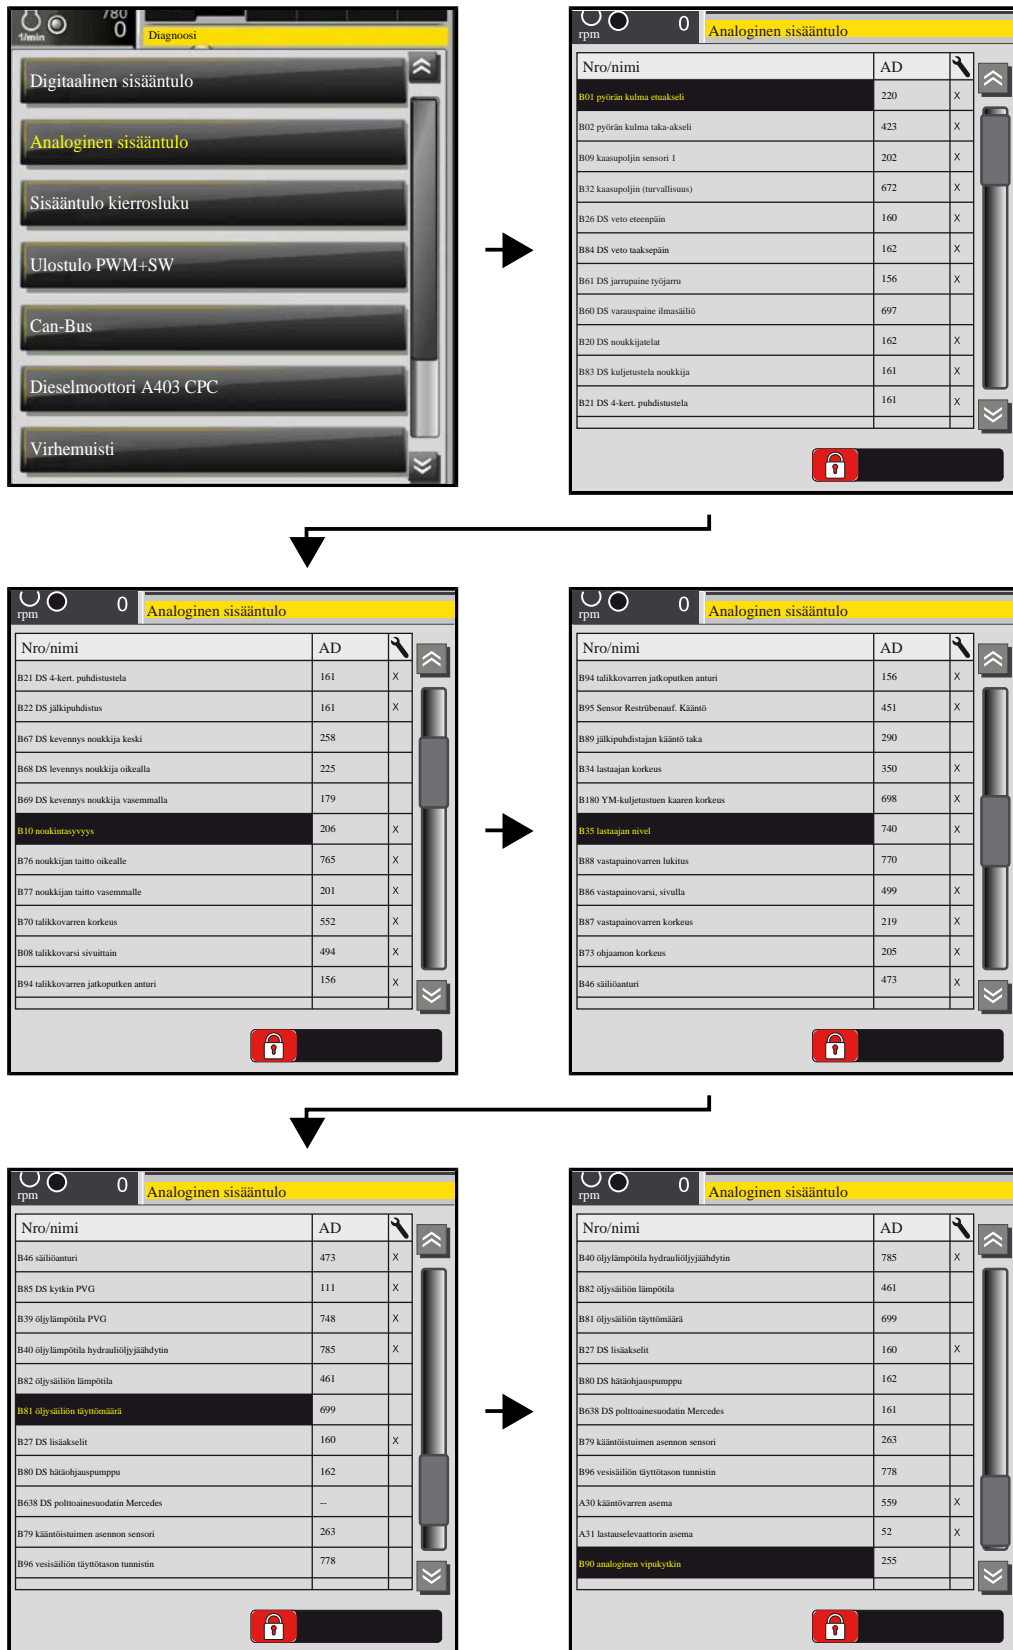 780
1/min 0 Diagnoosi
Digitaalinen sisääntulo
Analoginen sisääntulo
Sisääntulo kierrosluku
Ulostulo PWM+SW
Can-Bus
Dieselmoottori A403 CPC
Virhemuisti
rpm 0 Analoginen sisääntulo
Nro/nimi AD
B01 pyörän kulma etuakseli 220 X
B02 pyörän kulma taka-akseli 423 X
B09 kaasupoljin sensori 1 202 X
B32 kaasupoljin (turvallisuus) 672 X
B26 DS veto eteenpäin 160 X
B84 DS veto taaksepäin 162 X
B61 DS jarrupaine työjarru 156 X
B60 DS varauspaine ilmasäiliö 697
B20 DS noukkijatelat 162 X
B83 DS kuljetustela noukkija 161 X
B21 DS 4-kert. puhdistustela 161 X
rpm 0 Analoginen sisääntulo
Nro/nimi AD
B21 DS 4-kert. puhdistustela 161 X
B22 DS jälkipuhdistus 161 X
B67 DS kevennys noukkija keski 258
B68 DS levennys noukkija oikealla 225
B69 DS kevennys noukkija vasemmalla 179
B10 noukintasyvyys 206 X
B76 noukkijan taitto oikealle 765 X
B77 noukkijan taitto vasemmalle 201 X
B70 talikkovarren korkeus 552 X
B08 talikkovarsi sivuittain 494 X
B94 talikkovarren jatkoputken anturi 156 X
rpm 0 Analoginen sisääntulo
Nro/nimi AD
B94 talikkovarren jatkoputken anturi 156 X
B95 Sensor Restrübenauf. Kääntö 451 X
B89 jälkipuhdistajan kääntö taka 290
B34 lastaajan korkeus 350 X
B180 YM-kuljetustuen kaaren korkeus 698 X
B35 lastaajan nivel 740 X
B88 vastapainovarren lukitus 770
B86 vastapainovarsi, sivulla 499 X
B87 vastapainovarren korkeus 219 X
B73 ohjaamon korkeus 205 X
B46 säiliöanturi 473 X
rpm 0 Analoginen sisääntulo
Nro/nimi AD
B46 säiliöanturi 473 X
B85 DS kytkin PVG 111 X
B39 öljylämpötila PVG 748 X
B40 öljylämpötila hydrauliöljyjäähdytin 785 X
B82 öljysäiliön lämpötila 461
B81 öljysäiliön täyttömäärä 699
B27 DS lisäakselit 160 X
B80 DS hätäohjauspumppu 162
B638 DS polttoainesuodatin Mercedes --
B79 kääntöistuimen asennon sensori 263
B96 vesisäiliön täyttötason tunnistin 778
rpm 0 Analoginen sisääntulo
Nro/nimi AD
B40 öljylämpötila hydrauliöljyjäähdytin 785 X
B82 öljysäiliön lämpötila 461
B81 öljysäiliön täyttömäärä 699
B27 DS lisäakselit 160 X
B80 DS hätäohjauspumppu 162
B638 DS polttoainesuodatin Mercedes 161
B79 kääntöistuimen asennon sensori 263
B96 vesisäiliön täyttötason tunnistin 778
A30 kääntövarren asema 559 X
A31 lastauselevaattorin asema 52 X
B90 analoginen vipukytkin 255